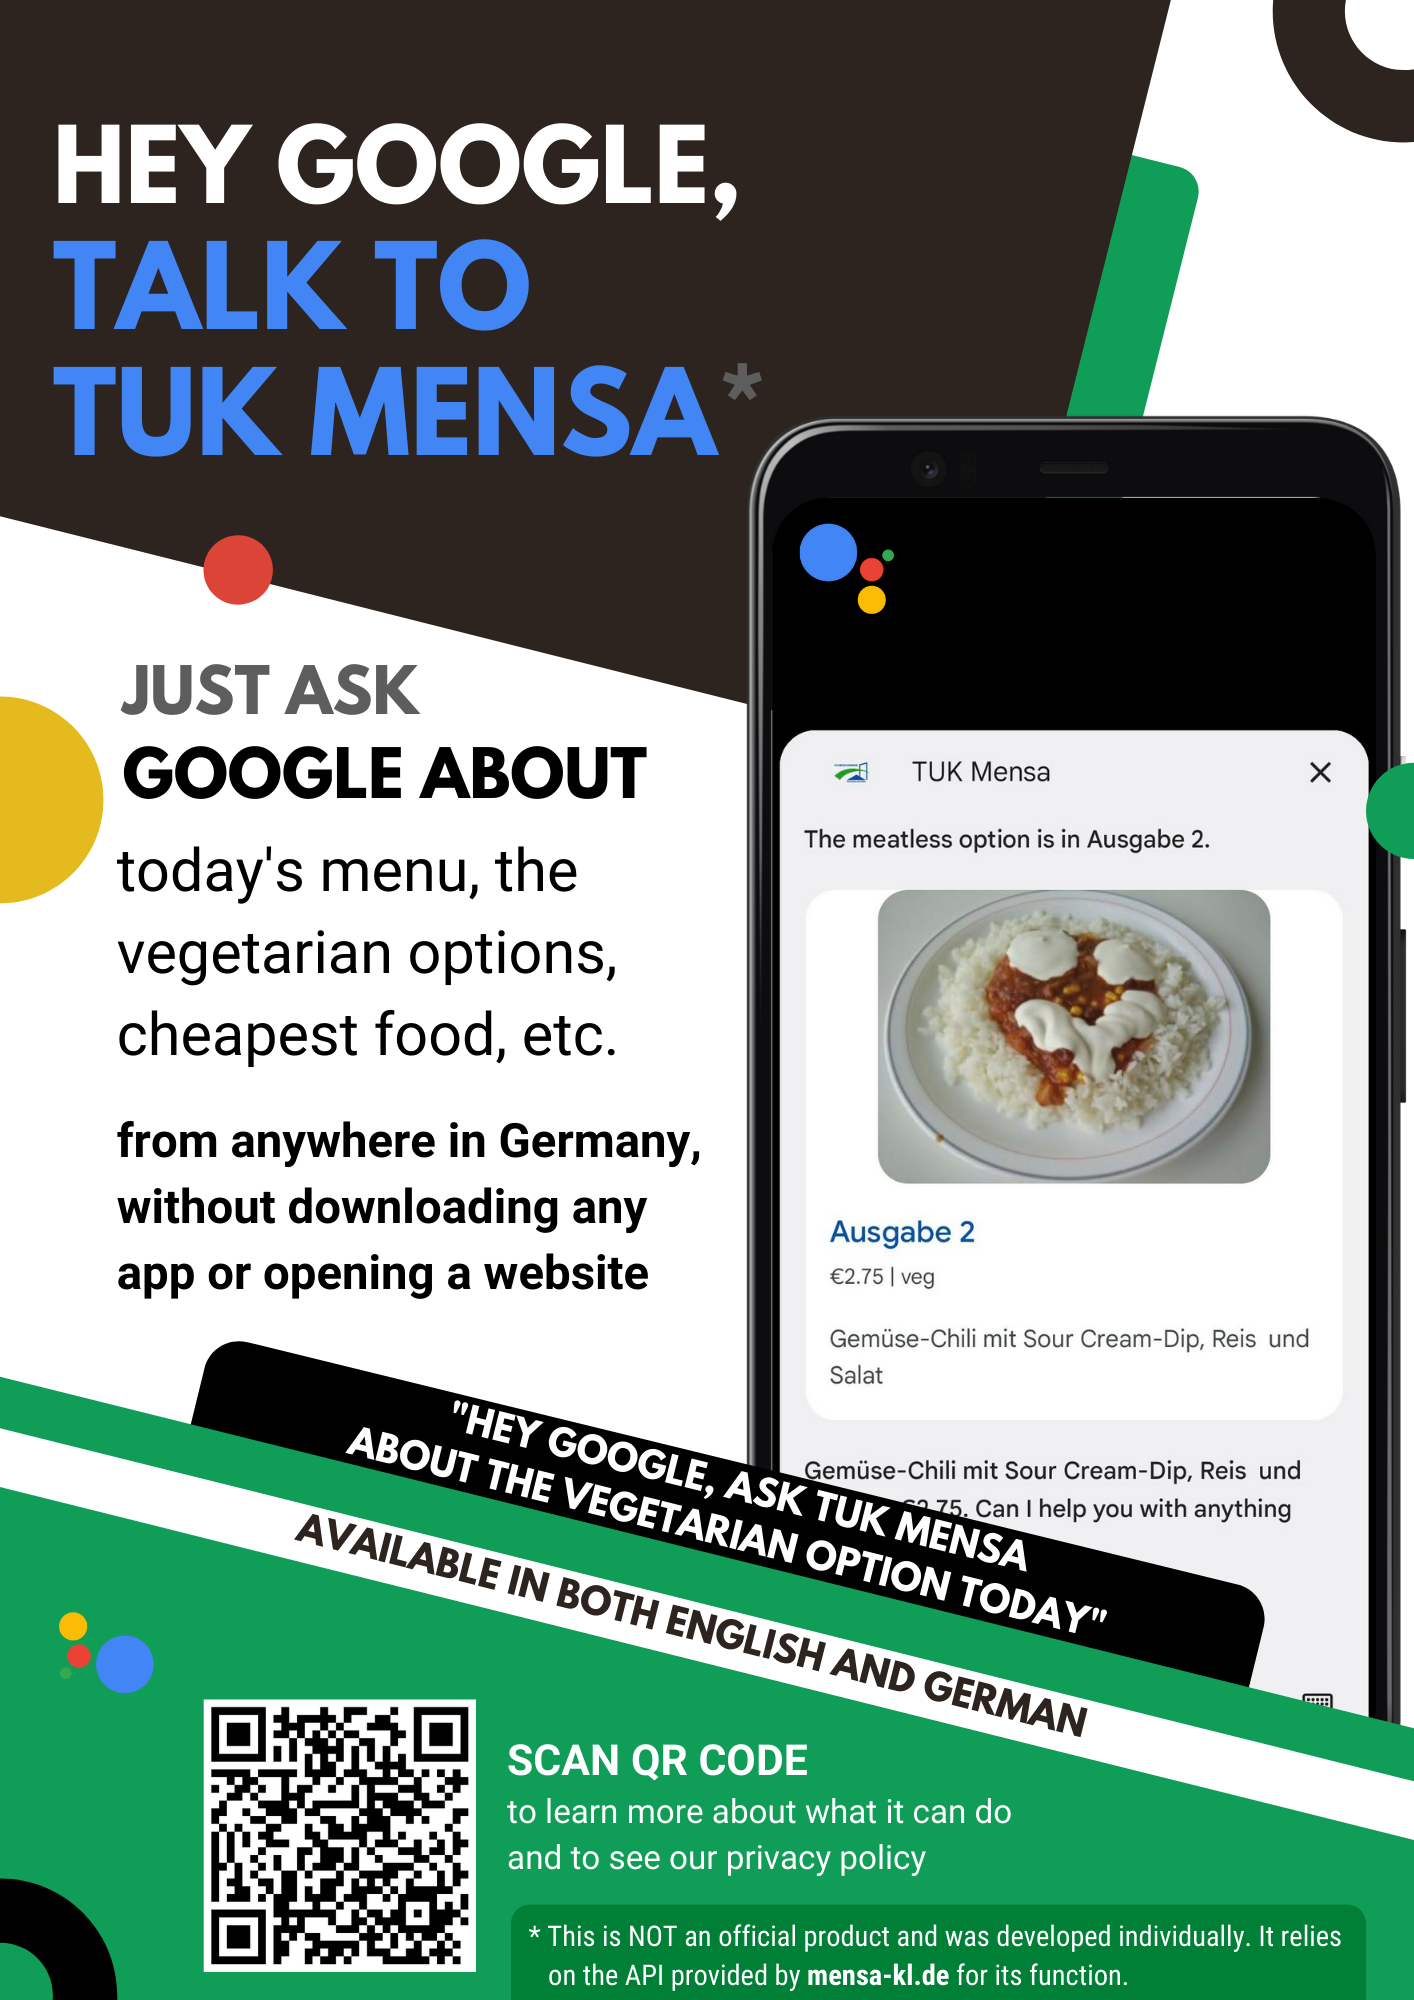 HEY GOOGLE,
TALK TO
TUK MENSA*
JUST ASK
GOOGLE ABOUT
today's menu, the
vegetarian options,
cheapest food, etc.
from anywhere in Germany,
without downloading any
app or opening a website
TUK Mensa
The meatless option is in Ausgabe 2.
Ausgabe 2
€2.75 | veg
Gemüse-Chili mit Sour Cream-Dip, Reis und
Salat
Gemüse-Chili mit Sour Cream-Dip, Reis und
€2.75. Can I help you with anything
"HEY GOOGLE, ASK TUK MENSA
ABOUT THE VEGETARIAN OPTION TODAY"
AVAILABLE IN BOTH ENGLISH AND GERMAN
SCAN QR CODE
to learn more about what it can do
and to see our privacy policy
* This is NOT an official product and was developed individually. It relies
on the API provided by mensa-kl.de for its function.